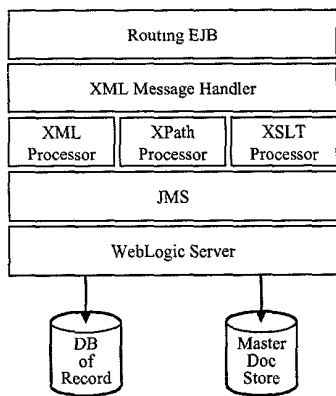 Routing EJB
XML Message Handler
XML
Processor
XPath
Processor
XSLT
Processor
JMS
WebLogic Server
DB
of
Record
Master
Doc
Store